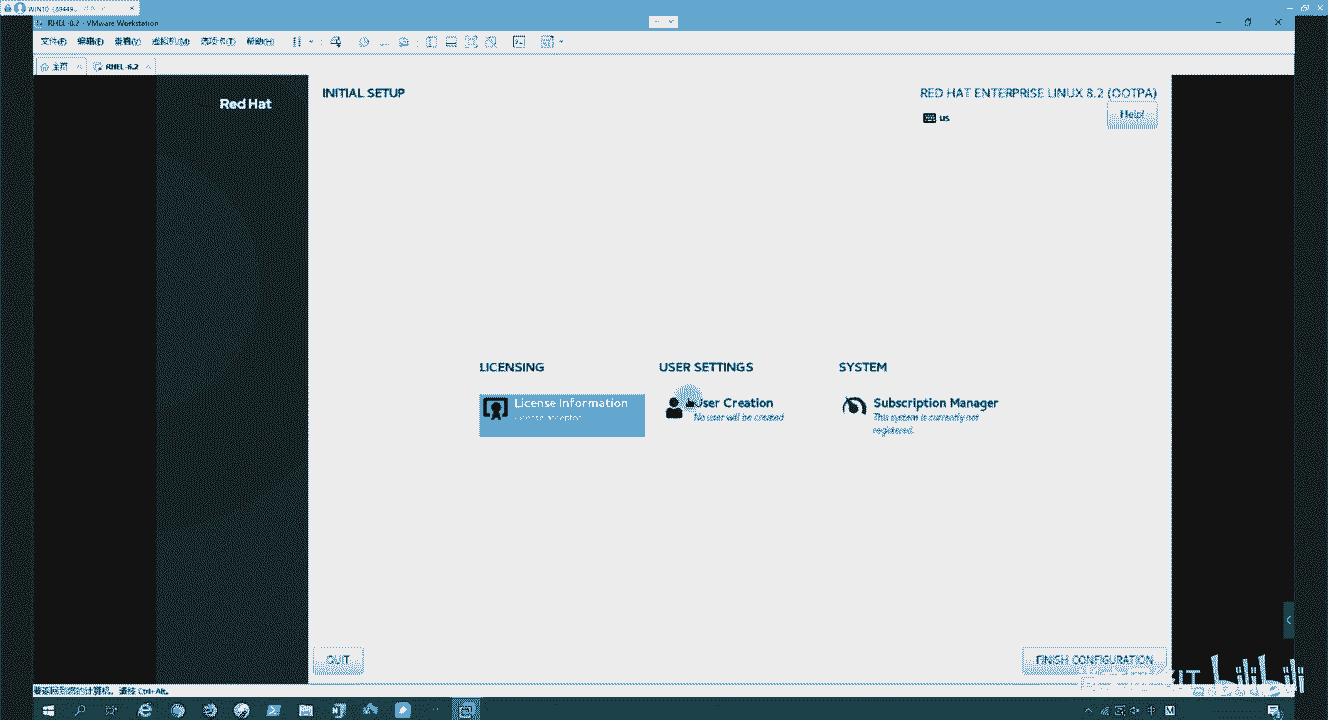 RHEL-8.2 - VMware Workstation
文件(F) 编辑(E) 查看(V) 虚拟机(M) 选项卡(T) 帮助(H)
主页 RHEL-8.2
Red Hat
INITIAL SETUP
RED HAT ENTERPRISE LINUX 8.2 (OOTPA)
us
Help!
LICENSING
License Information
License accepted
USER SETTINGS
User Creation
No user will be created
SYSTEM
Subscription Manager
This system is currently not
registered.
QUIT
FINISH CONFIGURATION
要返回到您的计算机，请按 Ctrl+Alt。
bilibili